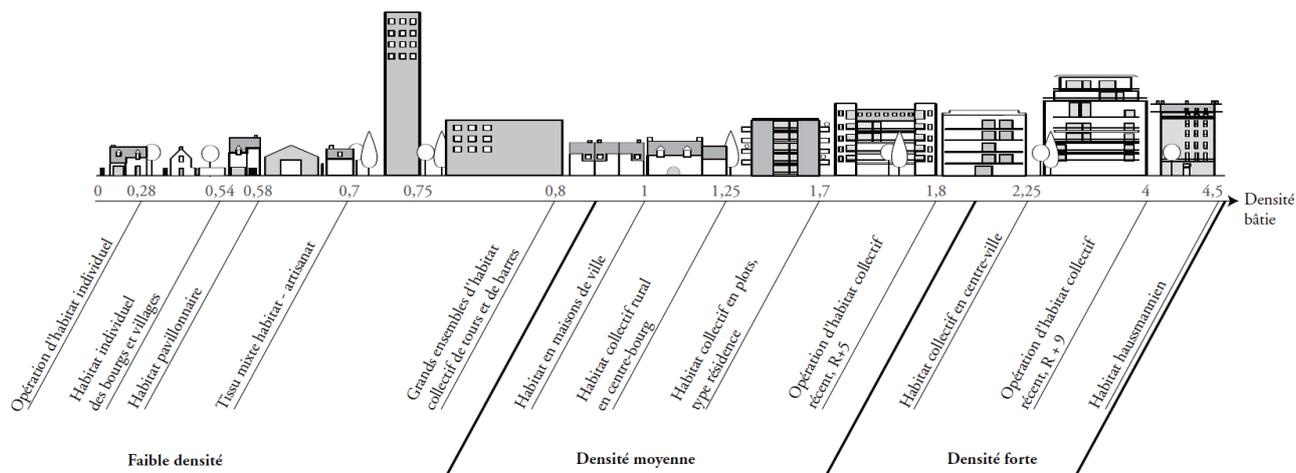 0 0,28 0,54 0,58 0,7 0,75 0,8 1 1,25 1,7 1,8 2,25 4 4,5
Densité
bâtie
Opération d'habitat individuel
Habitat individuel
des bourgs et villages
Habitat pavillonnaire
Tissu mixte habitat - artisanat
Grands ensembles d'habitat
collectif de tours et de barres
Habitat en maisons de ville
Habitat collectif rural
en centre-bourg
Habitat collectif en plots,
type résidence
Opération d'habitat collectif
récent, R+5
Habitat collectif en centre-ville
Opération d'habitat collectif
récent, R + 9
Habitat haussmannien
Faible densité
Densité moyenne
Densité forte